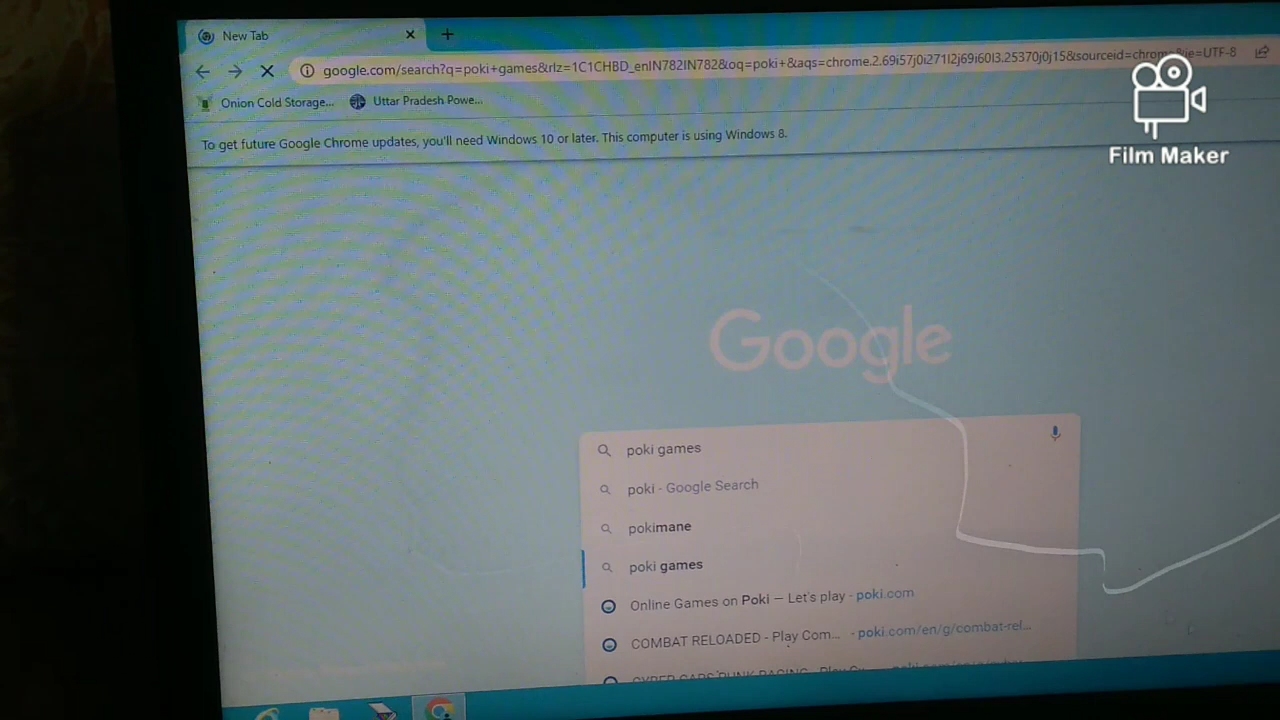 New Tab
google.com/search?q=poki+games&rlz=1C1CHBD_enIN782IN782&oq=poki+&aqs=chrome.2.69i57j0i271l2j69i60l3.25370j0j15&sourceid=chrome&ie=UTF-8
Onion Cold Storage... Uttar Pradesh Powe...
To get future Google Chrome updates, you'll need Windows 10 or later. This computer is using Windows 8.
Film Maker
Google
poki games
poki - Google Search
pokimane
poki games
Online Games on Poki — Let's play - poki.com
COMBAT RELOADED - Play Com... - poki.com/en/g/combat-rel...